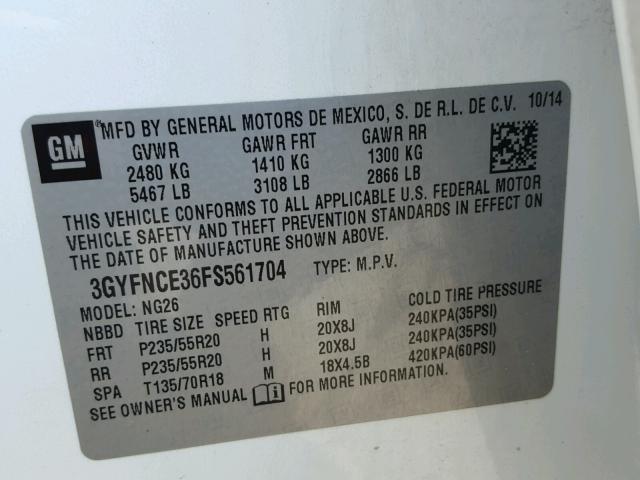 GM
MFD BY GENERAL MOTORS DE MEXICO, S. DE R.L. DE C.V. 10/14
GVWR GAWR FRT GAWR RR
2480 KG 1410 KG 1300 KG
5467 LB 3108 LB 2866 LB
THIS VEHICLE CONFORMS TO ALL APPLICABLE U.S. FEDERAL MOTOR
VEHICLE SAFETY AND THEFT PREVENTION STANDARDS IN EFFECT ON
THE DATE OF MANUFACTURE SHOWN ABOVE.
3GYFNCE36FS561704 TYPE: M.P.V.
MODEL: NG26
NBBD TIRE SIZE SPEED RTG RIM COLD TIRE PRESSURE
FRT P235/55R20 H 20X8J 240KPA(35PSI)
RR P235/55R20 H 20X8J 240KPA(35PSI)
SPA T135/70R18 M 18X4.5B 420KPA(60PSI)
SEE OWNER'S MANUAL i FOR MORE INFORMATION.